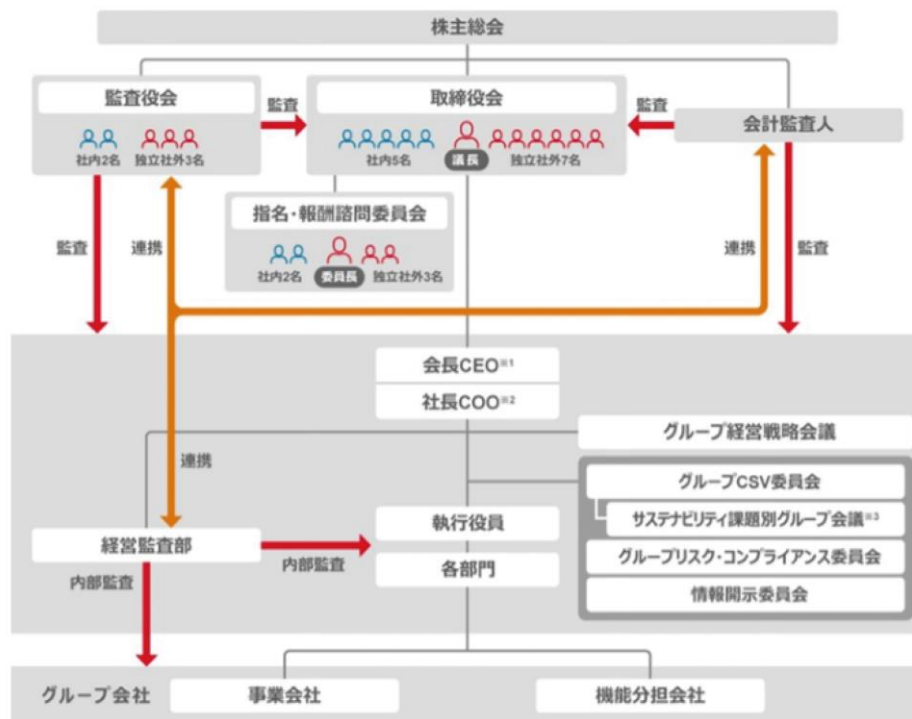 株主総会
監査役会
監査
取締役会
監査
会計監査人
社内2名
独立社外3名
社内5名
議長
独立社外7名
指名・報酬諮問委員会
社内2名
委員長
独立社外3名
監査
連携
連携
監査
会長CEO※1
社長COO※2
グループ経営戦略会議
連携
グループCSV委員会
サステナビリティ課題別グループ会議※3
執行役員
経営監査部
内部監査
グループリスク・コンプライアンス委員会
内部監査
各部門
情報開示委員会
グループ会社
事業会社
機能分担会社